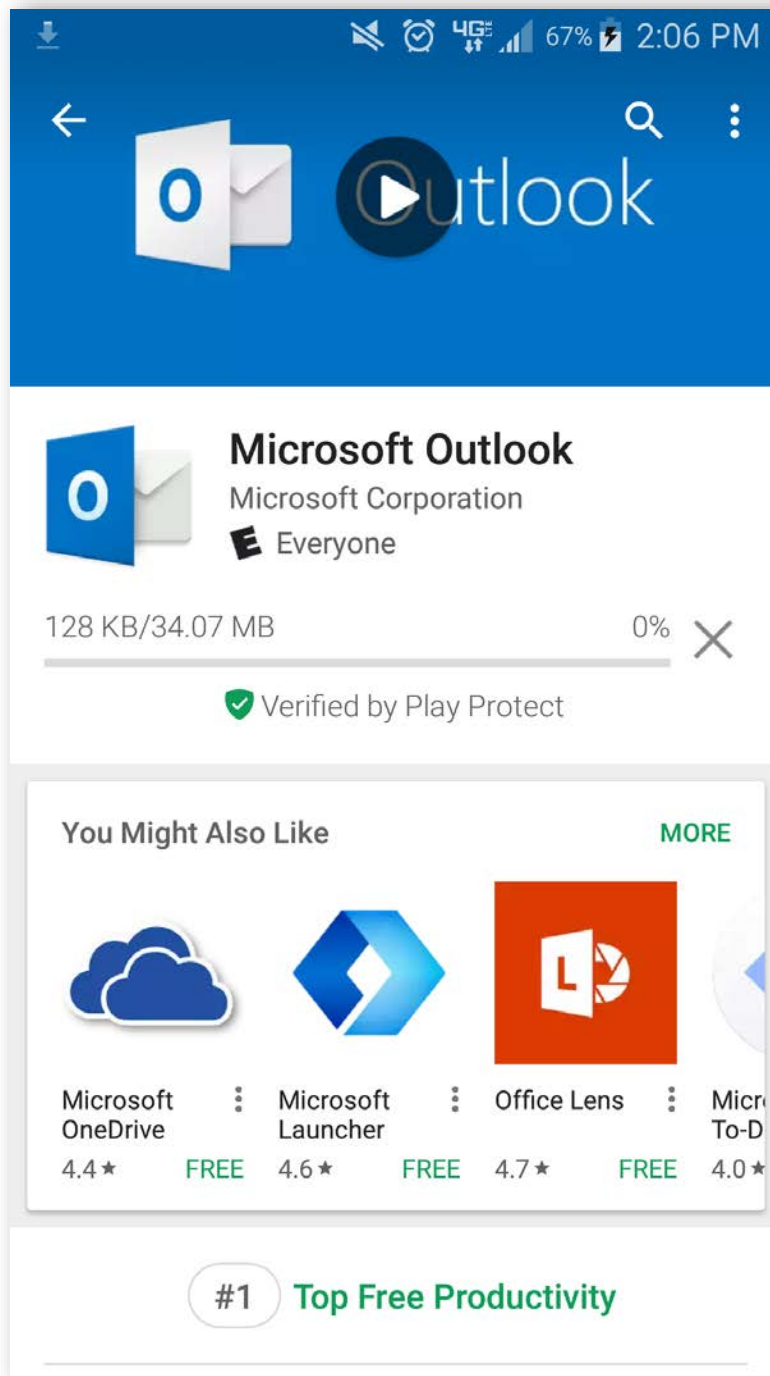 4G LTE 67% 2:06 PM
O Outlook
O
Microsoft Outlook
Microsoft Corporation
E Everyone
128 KB/34.07 MB 0%
Verified by Play Protect
You Might Also Like MORE
L
Microsoft OneDrive
4.4★ FREE
Microsoft Launcher
4.6★ FREE
Office Lens
4.7★ FREE
To-D
4.0★
#1 Top Free Productivity